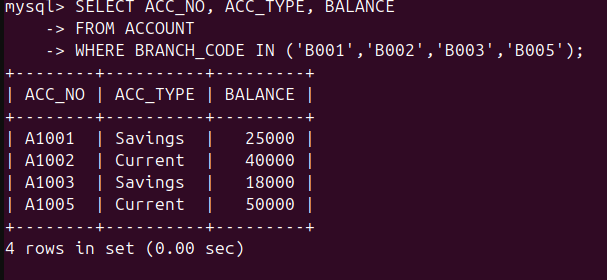 mysql> SELECT ACC_NO, ACC_TYPE, BALANCE
    -> FROM ACCOUNT
    -> WHERE BRANCH_CODE IN ('B001','B002','B003','B005');
+--------+----------+---------+
| ACC_NO | ACC_TYPE | BALANCE |
+--------+----------+---------+
| A1001  | Savings  |   25000 |
| A1002  | Current  |   40000 |
| A1003  | Savings  |   18000 |
| A1005  | Current  |   50000 |
+--------+----------+---------+
4 rows in set (0.00 sec)